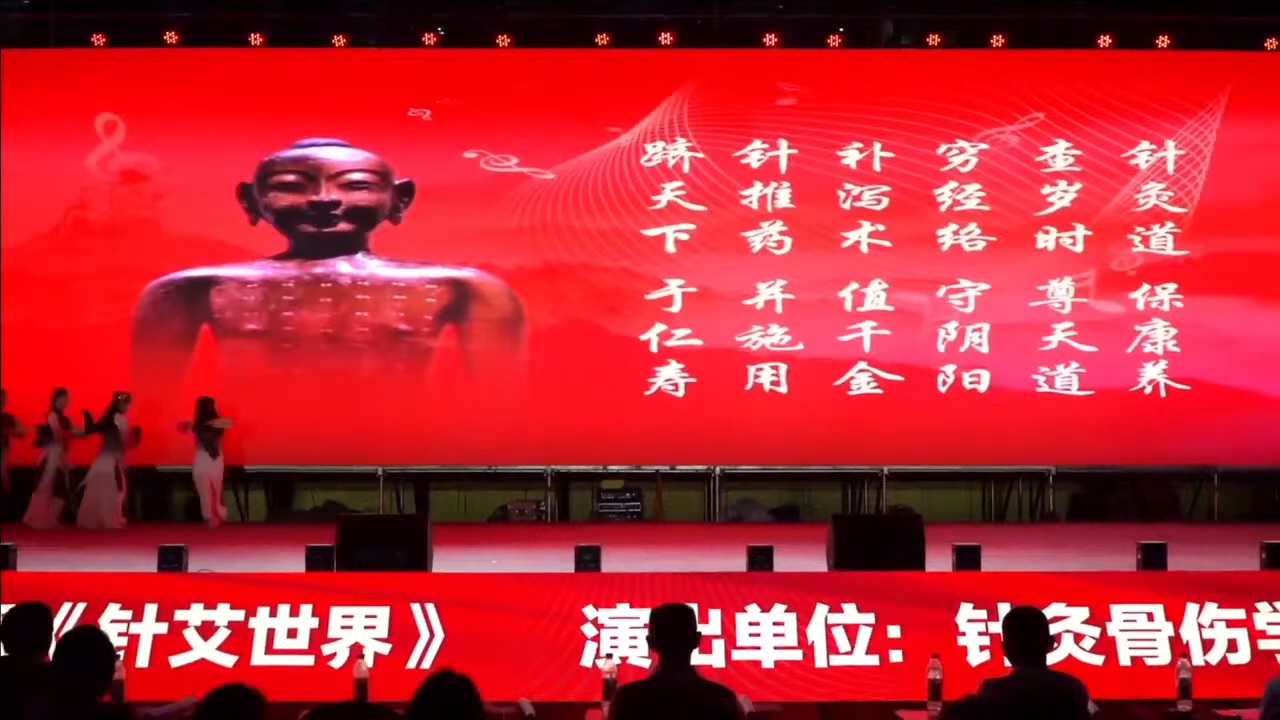 针灸道 保康养
查岁时 尊天道
穷经络 守阴阳
补泻术 值千金
针推药 并施用
跻天下 于仁寿
《针艾世界》 演出单位：针灸骨伤学